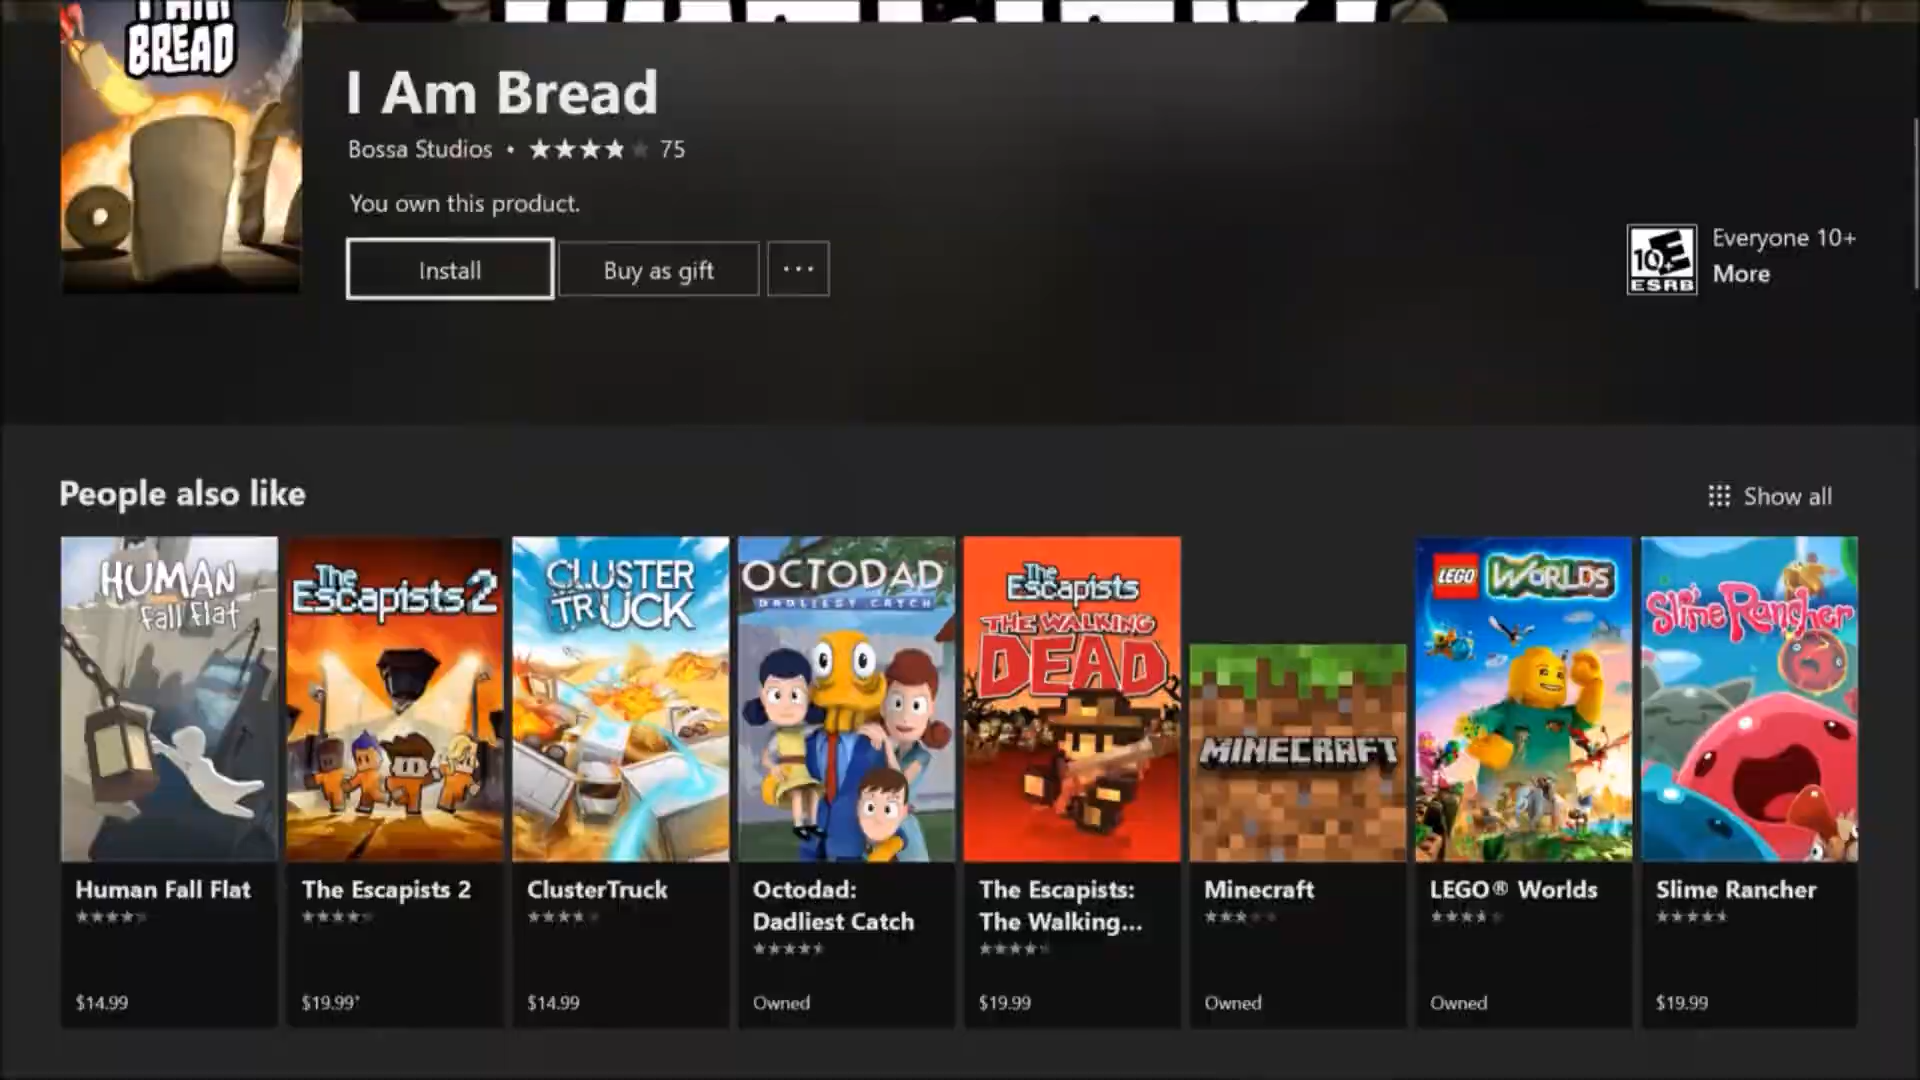 I AM
BREAD
I Am Bread
Bossa Studios • ★★★★★ 75
You own this product.
Install
Buy as gift
...
10+
ESRB
Everyone 10+
More
People also like
Show all
HUMAN
fall flat
The
Escapists 2
CLUSTER
TRUCK
OCTODAD
DADLIEST CATCH
The
Escapists
THE WALKING
DEAD
MINECRAFT
LEGO WORLDS
Slime Rancher
Human Fall Flat
$14.99
The Escapists 2
$19.99*
ClusterTruck
$14.99
Octodad:
Dadliest Catch
Owned
The Escapists:
The Walking...
$19.99
Minecraft
Owned
LEGO® Worlds
Owned
Slime Rancher
$19.99